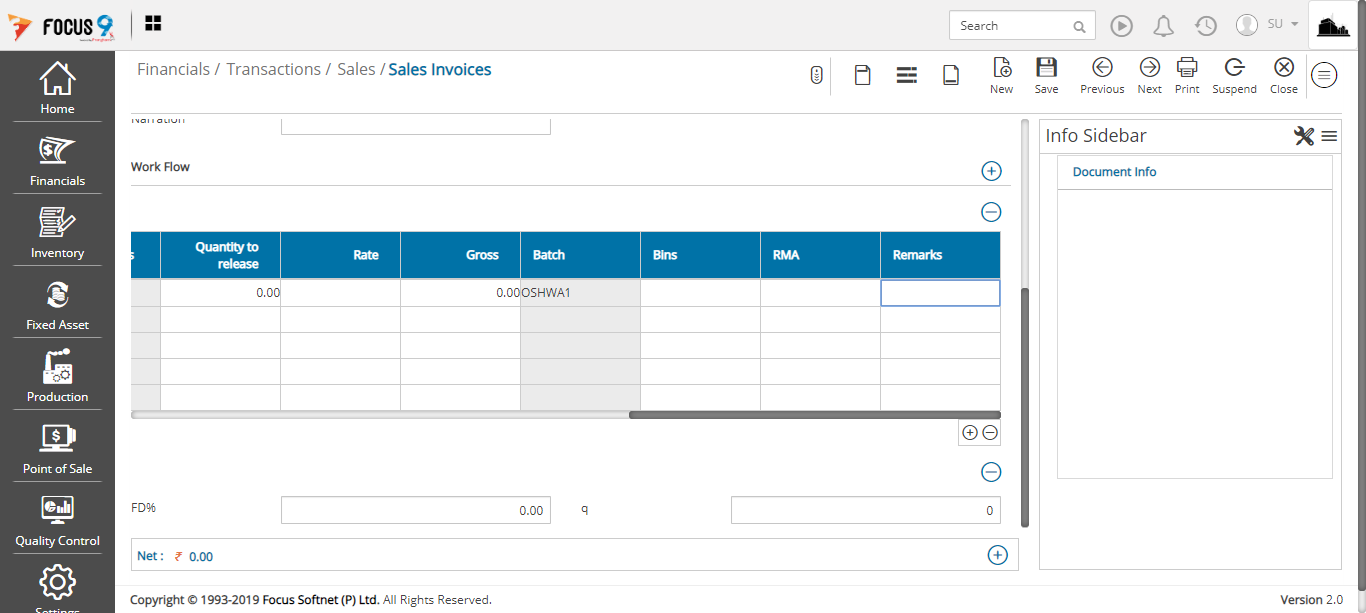 FOCUS 9
Search
SU
Financials / Transactions / Sales / Sales Invoices
New
Save
Previous
Next
Print
Suspend
Close
Home
Financials
Inventory
Fixed Asset
Production
Point of Sale
Quality Control
Settings
Narration
Work Flow
s
Quantity to
release
Rate
Gross
Batch
Bins
RMA
Remarks
0.00
0.00
OSHWA1
FD%
0.00
q
0
Net : ₹ 0.00
Info Sidebar
Document Info
Copyright © 1993-2019 Focus Softnet (P) Ltd. All Rights Reserved.
Version 2.0